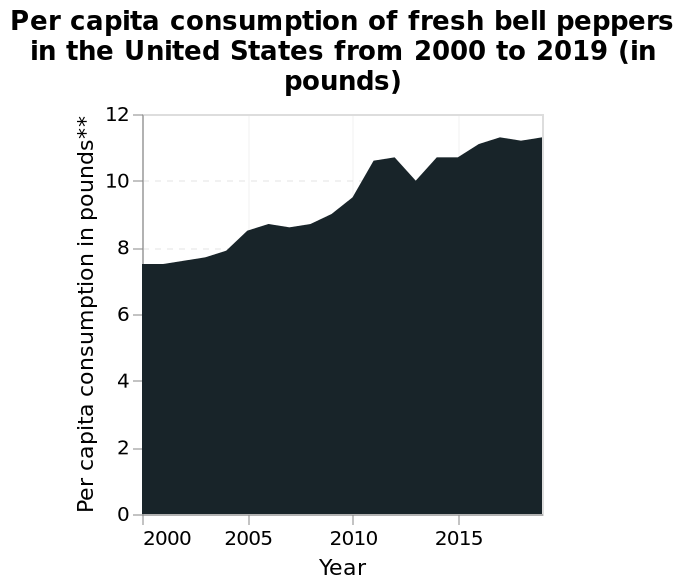 Per capita consumption of fresh bell peppers
in the United States from 2000 to 2019 (in
pounds)
12
10
8
6
4
2
0
Per capita consumption in pounds**
2000 2005 2010 2015
Year